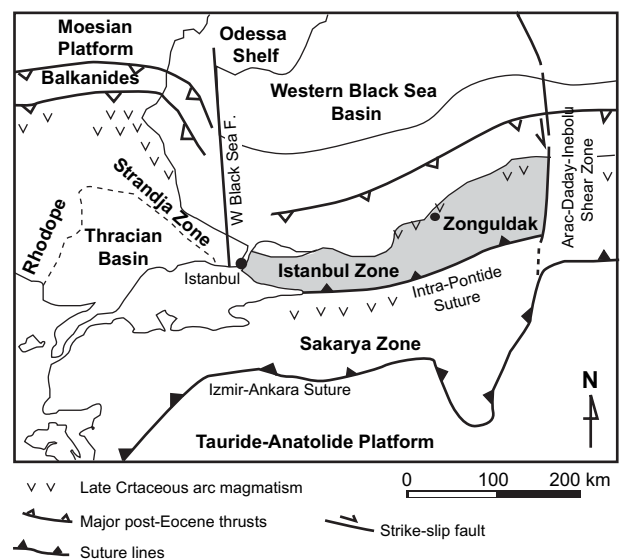 Moesian
Platform
Odessa
Shelf
Balkanides
Western Black Sea
Basin
W Black Sea F.
Arac-Daday-Inebolu
Shear Zone
Strandja Zone
Rhodope
Thracian
Basin
Zonguldak
Istanbul
Istanbul Zone
Intra-Pontide
Suture
Sakarya Zone
Izmir-Ankara Suture
N
Tauride-Anatolide Platform
Late Crtaceous arc magmatism
0 100 200 km
Major post-Eocene thrusts
Strike-slip fault
Suture lines